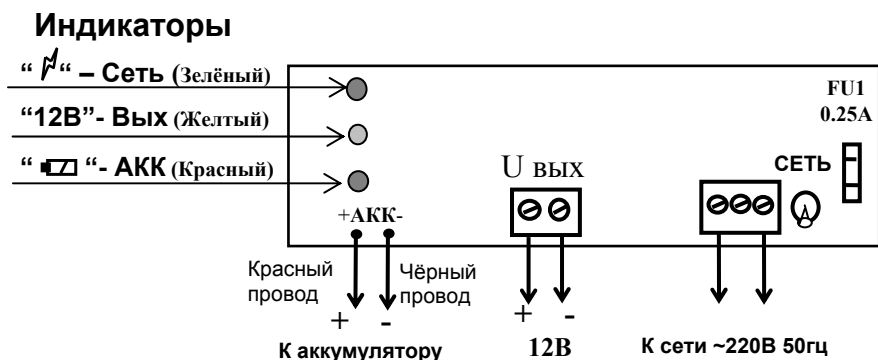 Индикаторы
“ “ – Сеть (Зелёный)
“12В”- Вых (Желтый)
“ “- АКК (Красный)
FU1
0.25А
СЕТЬ
U вых
+АКК-
Красный провод
Чёрный провод
+ -
К аккумулятору
+ -
12В
К сети ~220В 50гц